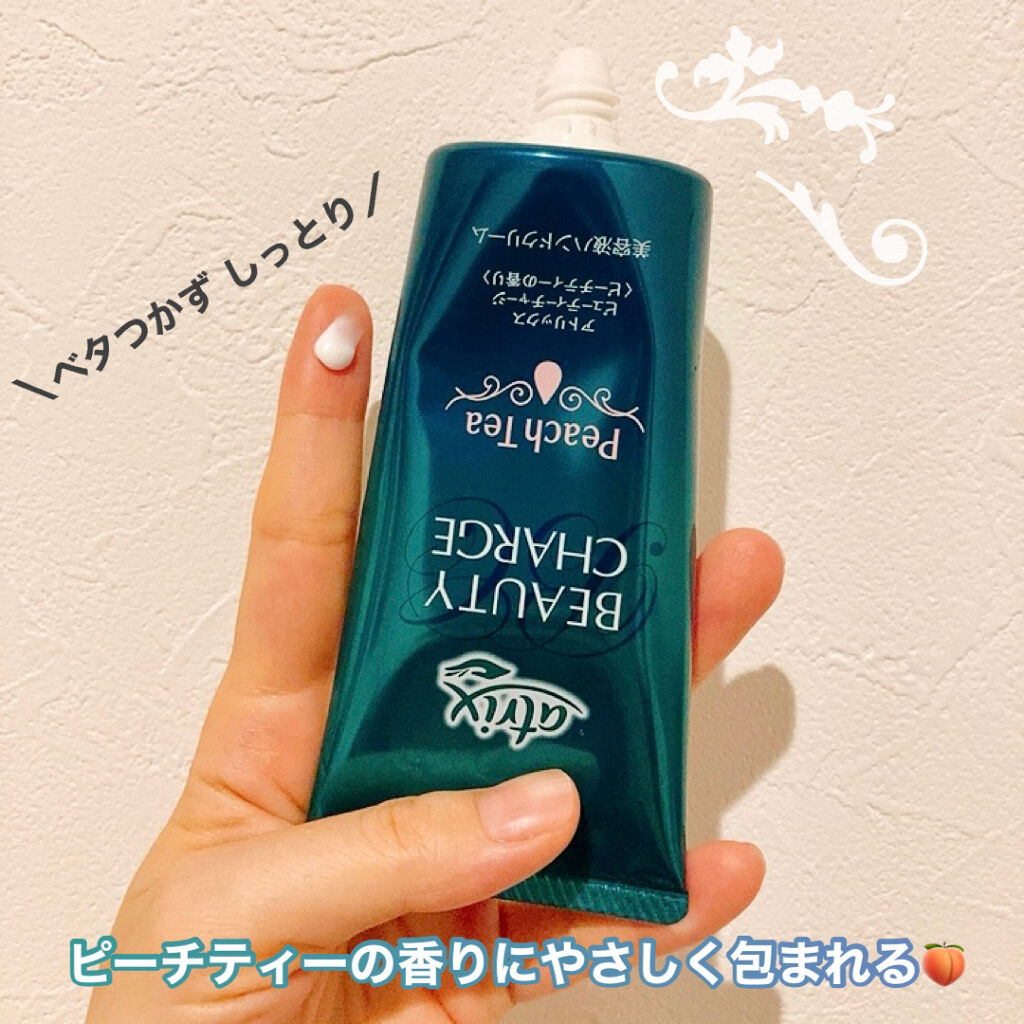 \ベタつかず しっとり/
美容液ハンドクリーム
アトリックス
ビューティーチャージ
〈ピーチティーの香り〉
Peach Tea
BEAUTY
CHARGE
atrix
ピーチティーの香りにやさしく包まれる🍑